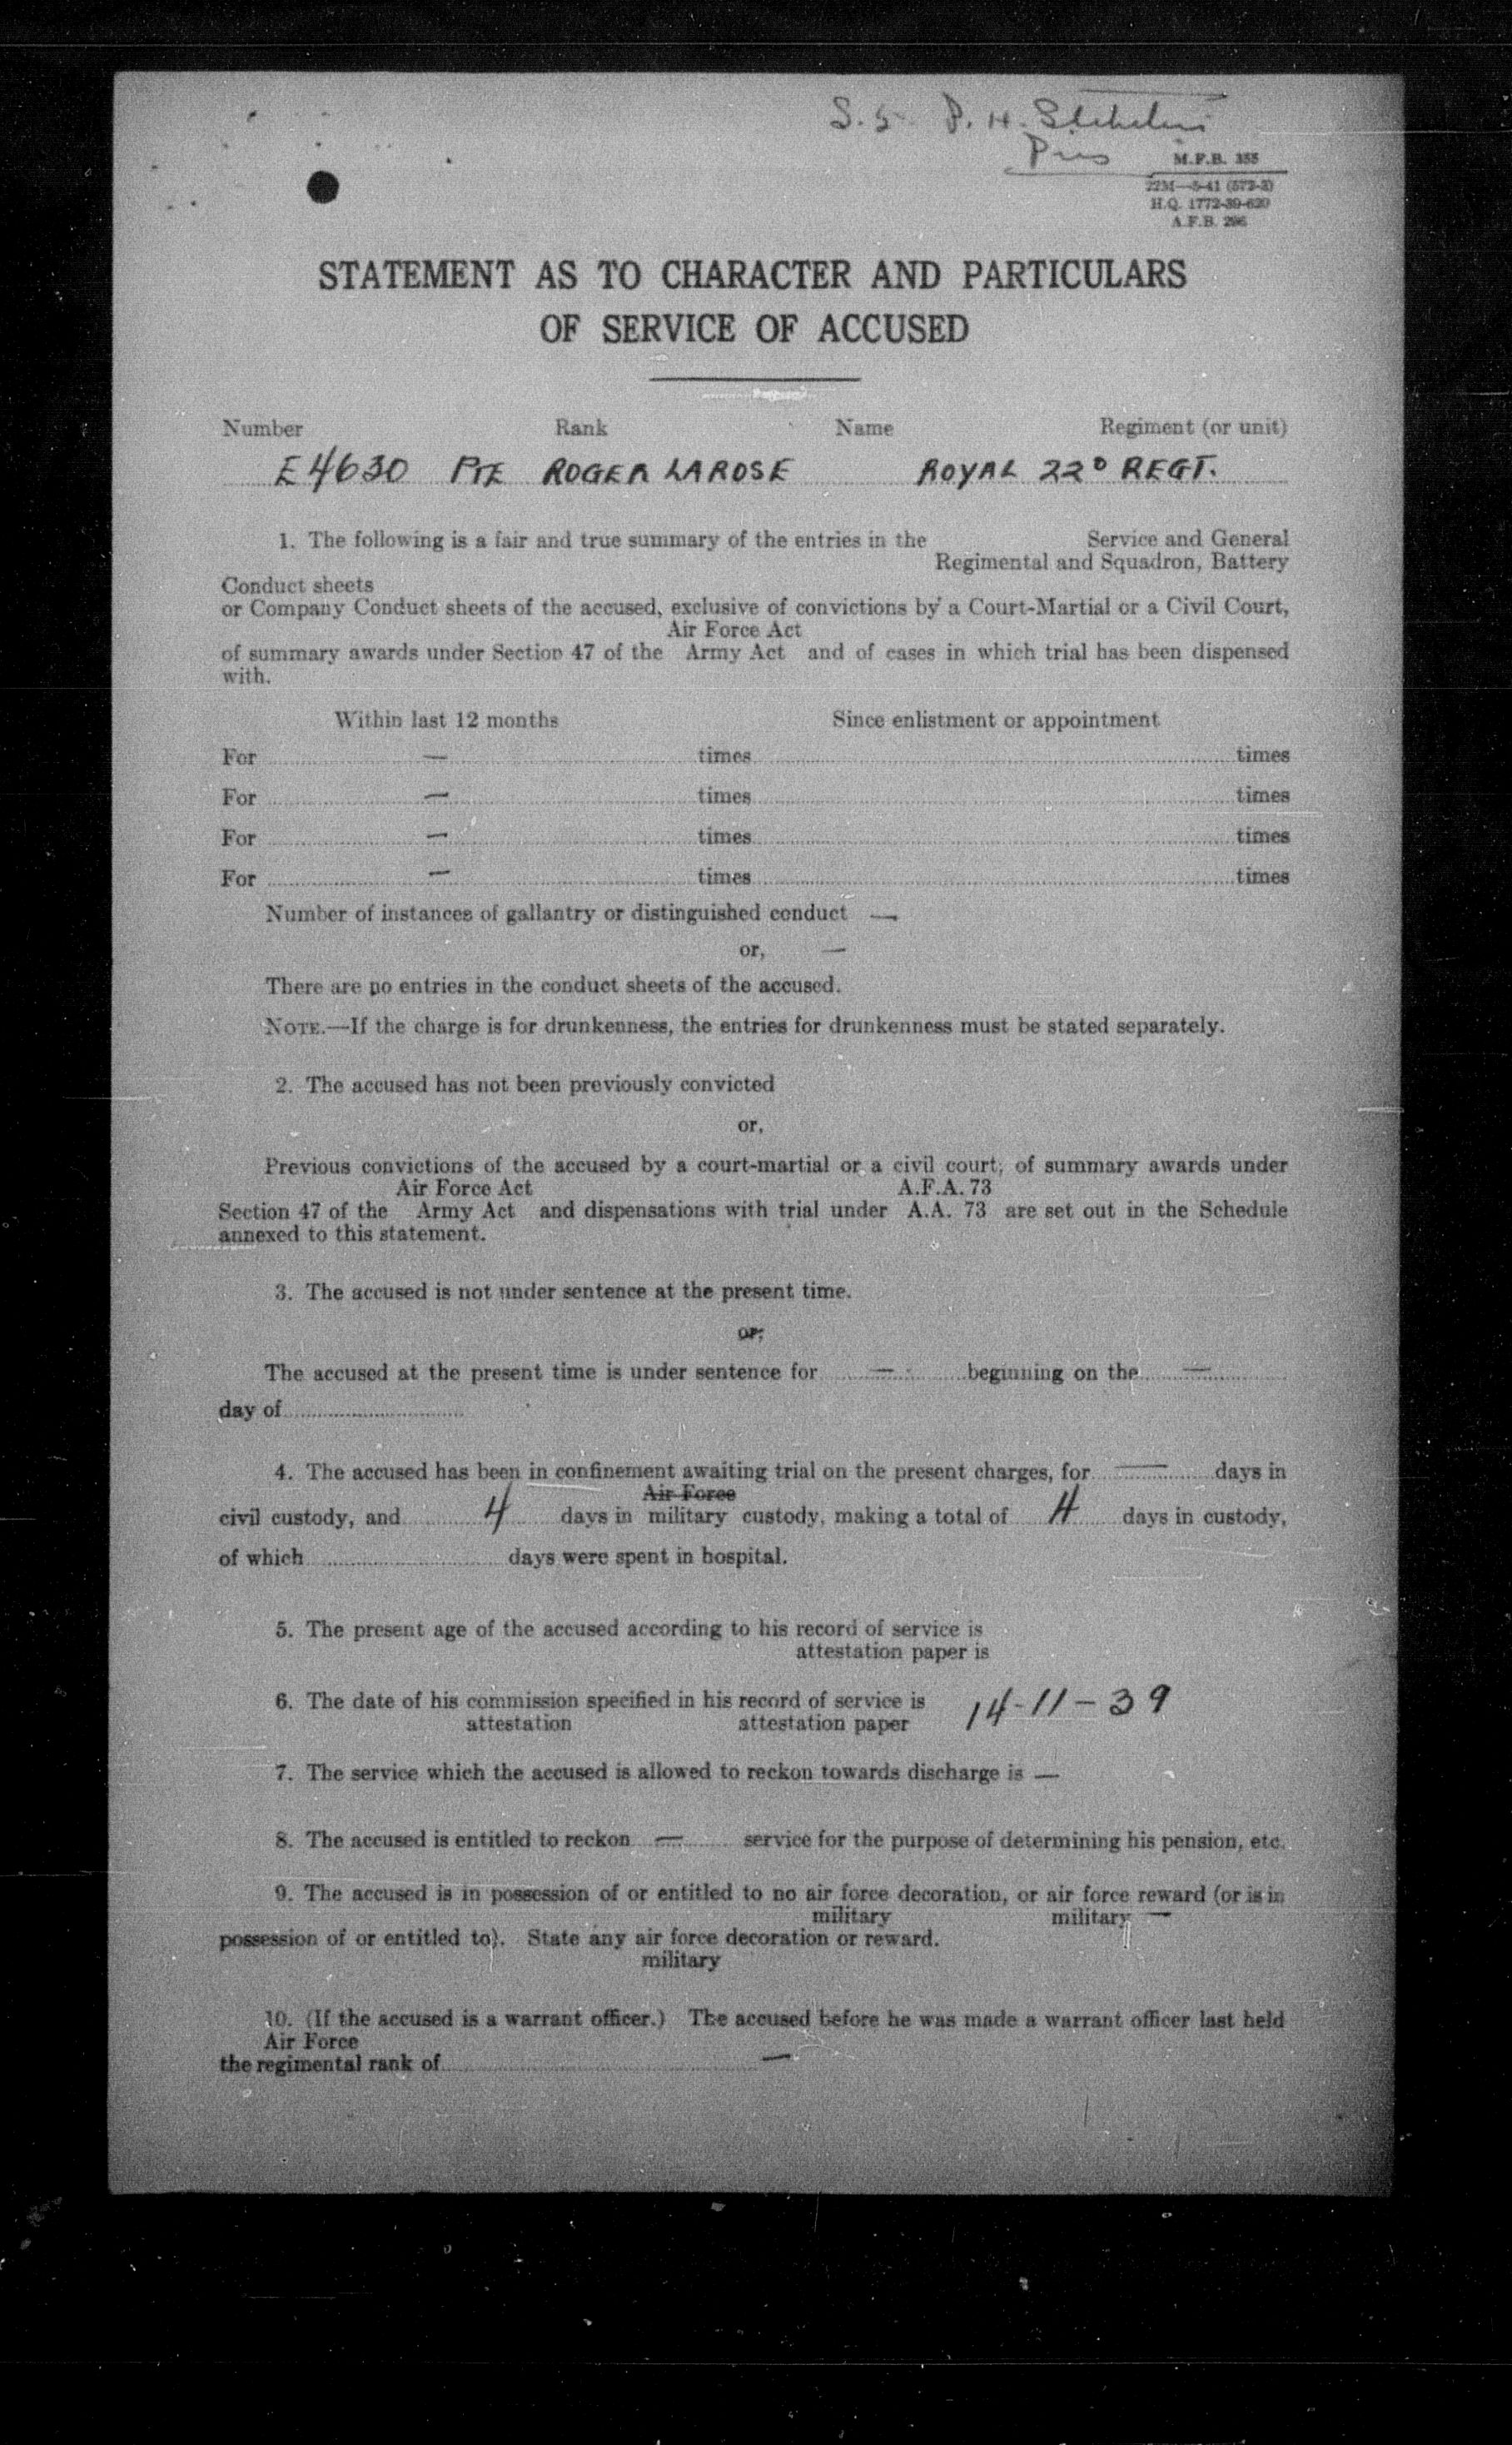 S. 5 P. H.
Pres
M.F.B. 355
22M—5-41 (572-3)
H.Q. 1772-39-620
A.F.B. 296
STATEMENT AS TO CHARACTER AND PARTICULARS
OF SERVICE OF ACCUSED
Number Rank Name Regiment (or unit)
E4630 PTE ROGER LAROSE ROYAL 22D REGT.
1. The following is a fair and true summary of the entries in the Service and General
Regimental and Squadron, Battery
Conduct sheets
or Company Conduct sheets of the accused, exclusive of convictions by a Court-Martial or a Civil Court,
Air Force Act
of summary awards under Section 47 of the Army Act and of cases in which trial has been dispensed
with.
Within last 12 months Since enlistment or appointment
For — times times
For — times times
For — times times
For — times times
Number of instances of gallantry or distinguished conduct —
or, —
There are no entries in the conduct sheets of the accused.
NOTE.—If the charge is for drunkenness, the entries for drunkenness must be stated separately.
2. The accused has not been previously convicted
or,
Previous convictions of the accused by a court-martial or a civil court, of summary awards under
Air Force Act A.F.A. 73
Section 47 of the Army Act and dispensations with trial under A.A. 73 are set out in the Schedule
annexed to this statement.
3. The accused is not under sentence at the present time.
or,
The accused at the present time is under sentence for — beginning on the —
day of
4. The accused has been in confinement awaiting trial on the present charges, for — days in
Air Force
civil custody, and 4 days in military custody, making a total of 4 days in custody,
of which days were spent in hospital.
5. The present age of the accused according to his record of service is
attestation paper is
6. The date of his commission specified in his record of service is 14-11-39
attestation attestation paper
7. The service which the accused is allowed to reckon towards discharge is —
8. The accused is entitled to reckon — service for the purpose of determining his pension, etc.
9. The accused is in possession of or entitled to no air force decoration, or air force reward (or is in
military military —
possession of or entitled to). State any air force decoration or reward.
military
10. (If the accused is a warrant officer.) The accused before he was made a warrant officer last held
Air Force
the regimental rank of —